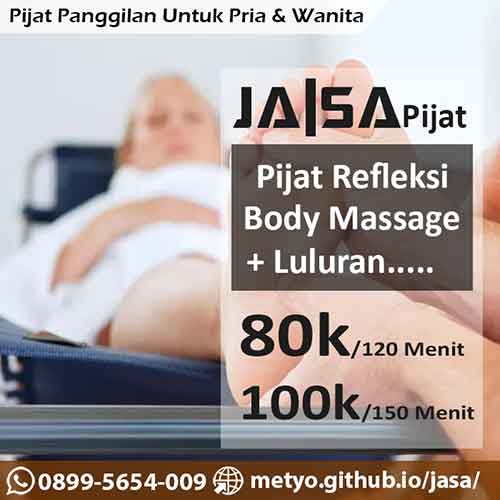 Pijat Panggilan Untuk Pria & Wanita
JA|SA Pijat
Pijat Refleksi
Body Massage
+ Luluran.....
80k/120 Menit
100k/150 Menit
0899-5654-009 metyo.github.io/jasa/